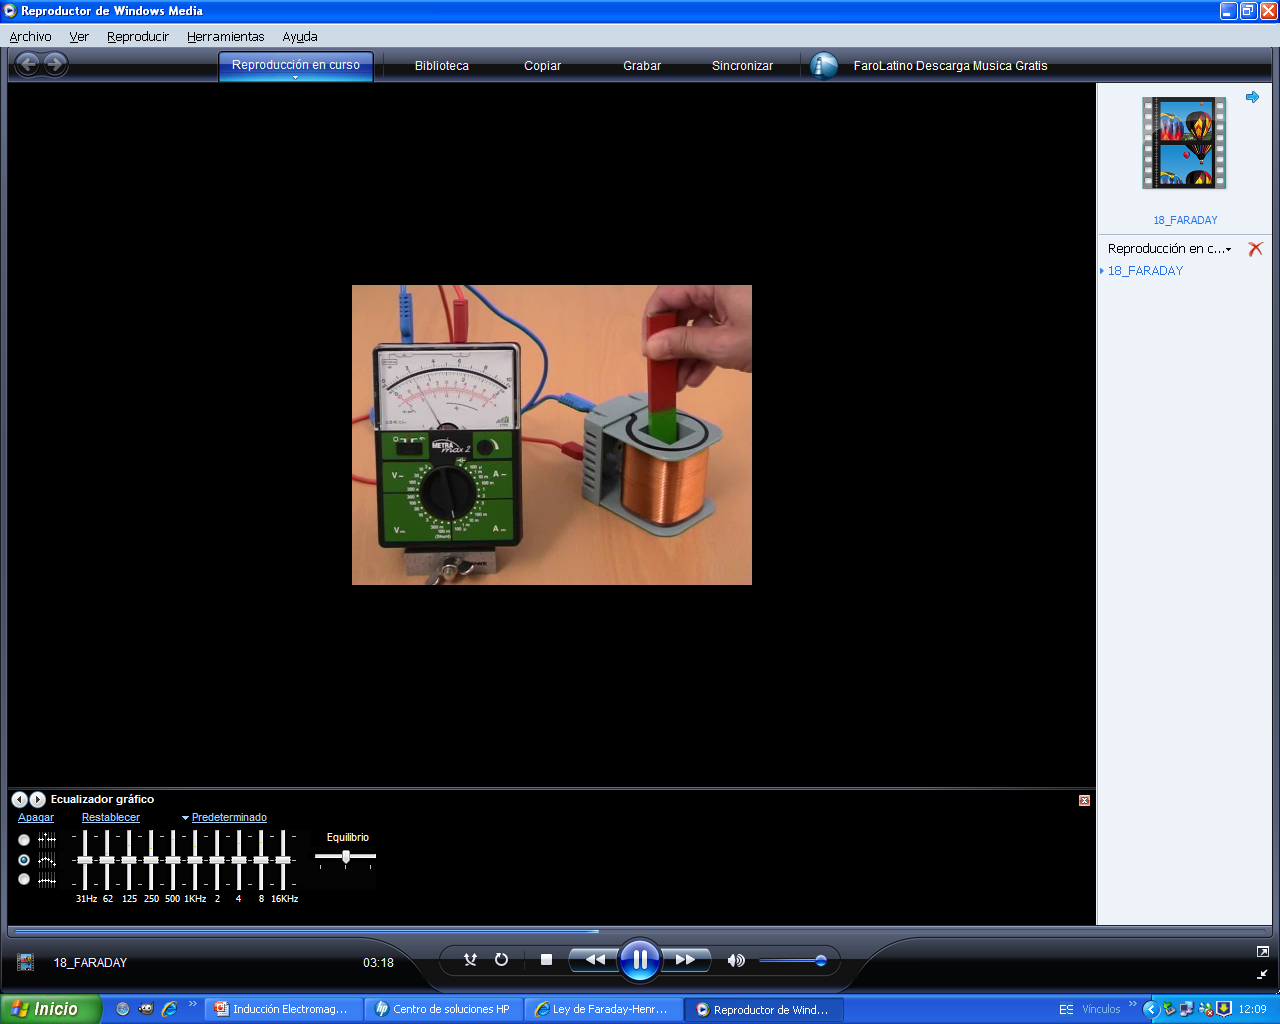 Reproductor de Windows Media
Archivo Ver Reproducir Herramientas Ayuda
Reproducción en curso Biblioteca Copiar Grabar Sincronizar FaroLatino Descarga Musica Gratis
18_FARADAY
Reproducción en c...
18_FARADAY
METRA
max 2
V A
V A
Ecualizador gráfico
Apagar Restablecer Predeterminado
Equilibrio
31Hz 62 125 250 500 1KHz 2 4 8 16KHz
18_FARADAY 03:18
Inicio Inducción Electromag... Centro de soluciones HP Ley de Faraday-Henr... Reproductor de Wind... ES Vínculos 12:09